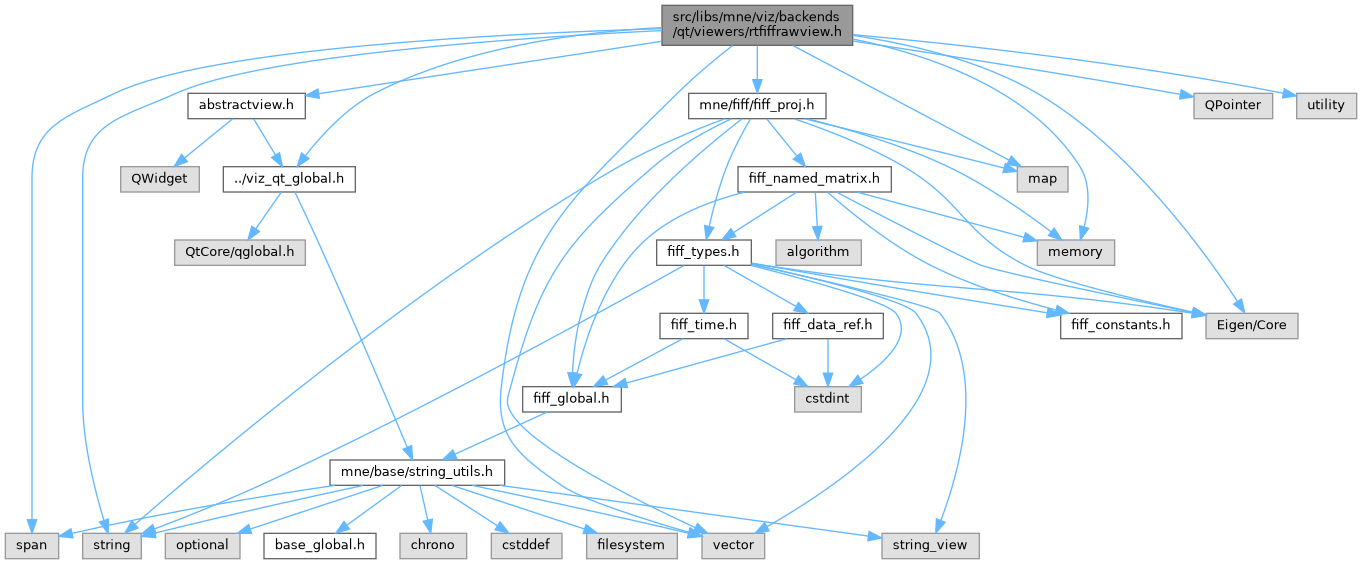 src/libs/mne/viz/backends
/qt/viewers/rtfiffrawview.h
abstractview.h
mne/fiff/fiff_proj.h
QPointer
utility
QWidget
../viz_qt_global.h
fiff_named_matrix.h
map
QtCore/qglobal.h
fiff_types.h
algorithm
memory
fiff_time.h
fiff_data_ref.h
fiff_constants.h
Eigen/Core
fiff_global.h
cstdint
mne/base/string_utils.h
span
string
optional
base_global.h
chrono
cstddef
filesystem
vector
string_view